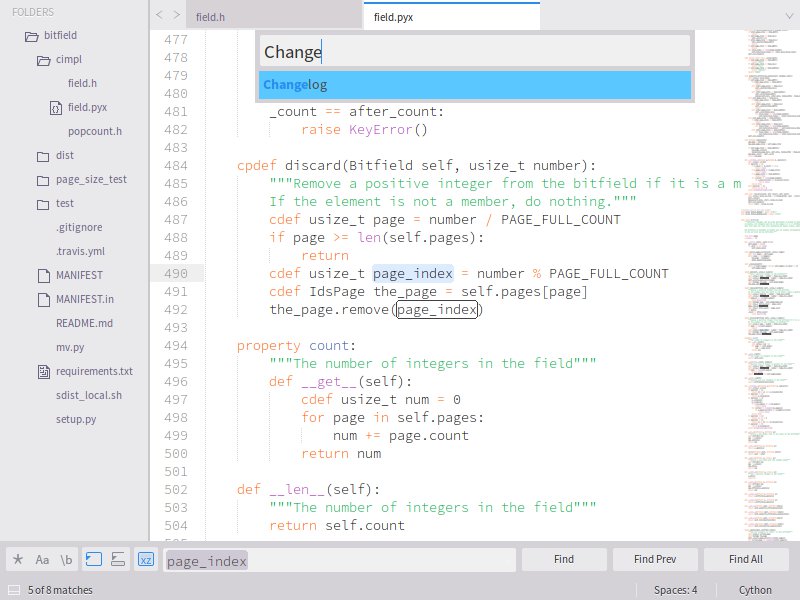 FOLDERS
bitfield
cimpl
field.h
field.pyx
popcount.h
dist
page_size_test
test
.gitignore
.travis.yml
MANIFEST
MANIFEST.in
README.md
mv.py
requirements.txt
sdist_local.sh
setup.py
field.h
field.pyx
Change
Changelog
477
478
479
480
481 _count == after_count:
482 raise KeyError()
483
484 cpdef discard(Bitfield self, usize_t number):
485 """Remove a positive integer from the bitfield if it is a m
486 If the element is not a member, do nothing."""
487 cdef usize_t page = number / PAGE_FULL_COUNT
488 if page >= len(self.pages):
489 return
490 cdef usize_t page_index = number % PAGE_FULL_COUNT
491 cdef IdsPage the_page = self.pages[page]
492 the_page.remove(page_index)
493
494 property count:
495 """The number of integers in the field"""
496 def __get__(self):
497 cdef usize_t num = 0
498 for page in self.pages:
499 num += page.count
500 return num
501
502 def __len__(self):
503 """The number of integers in the field"""
504 return self.count
Aa
\b
xz
page_index
Find
Find Prev
Find All
5 of 8 matches
Spaces: 4
Cython